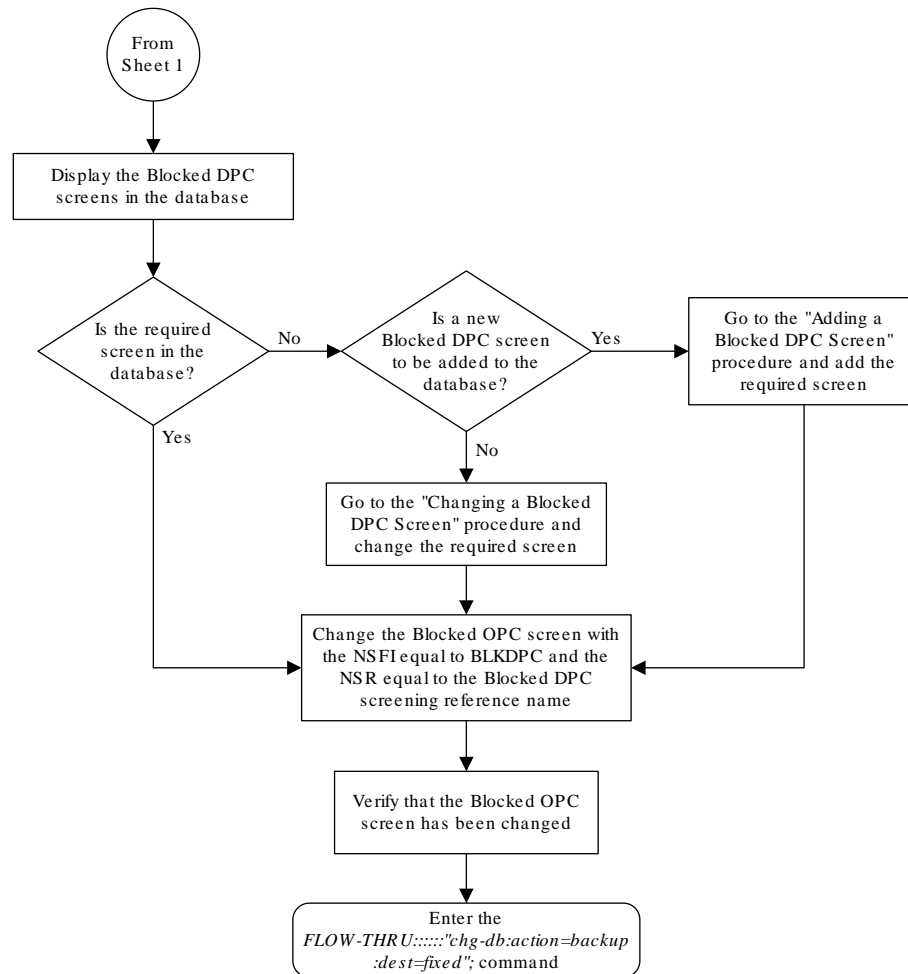 From
Sheet 1
Display the Blocked DPC
screens in the database
Is the required
screen in the
database?
No
Yes
Is a new
Blocked DPC screen
to be added to the
database?
Yes
No
Go to the "Adding a
Blocked DPC Screen"
procedure and add the
required screen
Go to the "Changing a Blocked
DPC Screen" procedure and
change the required screen
Change the Blocked OPC screen with
the NSFI equal to BLKDPC and the
NSR equal to the Blocked DPC
screening reference name
Verify that the Blocked OPC
screen has been changed
Enter the
FLOW-THRU::::::"chg-db:action=backup
:dest=fixed"; command